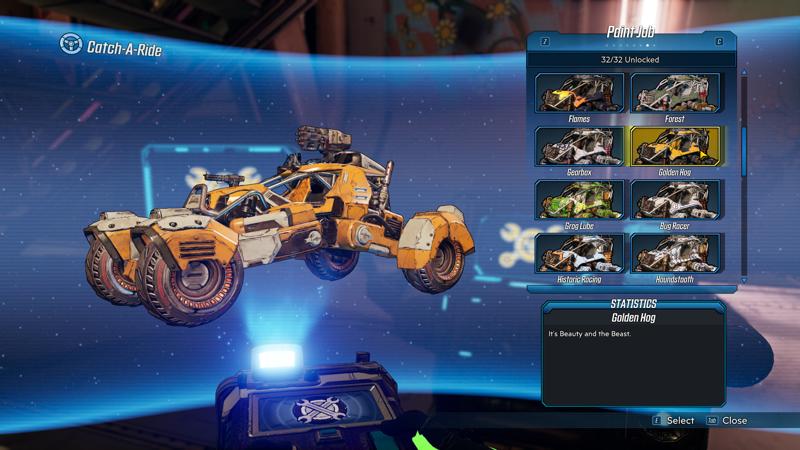 Catch-A-Ride
Paint Job
Z
C
32/32 Unlocked
Flames
Forest
Gearbox
Golden Hog
Grog Lube
Bug Racer
Historic Racing
Houndstooth
STATISTICS
Golden Hog
It's Beauty and the Beast.
E Select
Tab Close